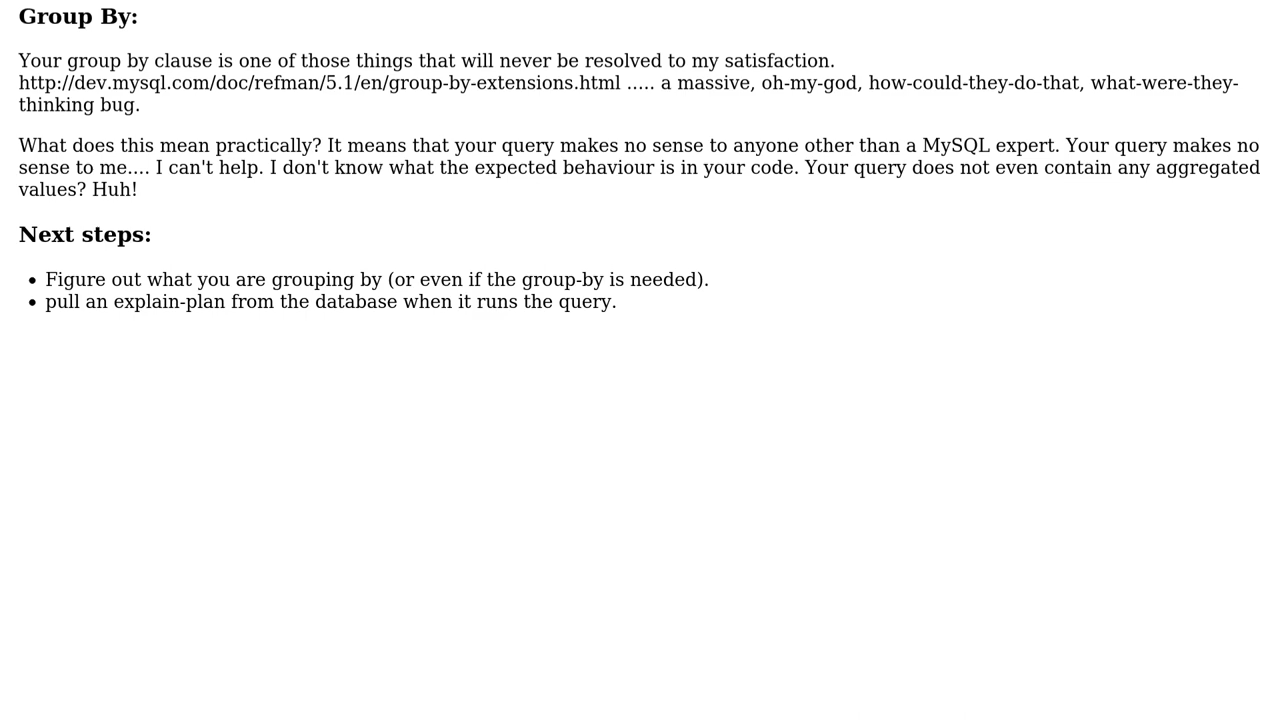 Group By:
Your group by clause is one of those things that will never be resolved to my satisfaction.
http://dev.mysql.com/doc/refman/5.1/en/group-by-extensions.html ..... a massive, oh-my-god, how-could-they-do-that, what-were-they-
thinking bug.
What does this mean practically? It means that your query makes no sense to anyone other than a MySQL expert. Your query makes no
sense to me.... I can't help. I don't know what the expected behaviour is in your code. Your query does not even contain any aggregated
values? Huh!
Next steps:
• Figure out what you are grouping by (or even if the group-by is needed).
• pull an explain-plan from the database when it runs the query.